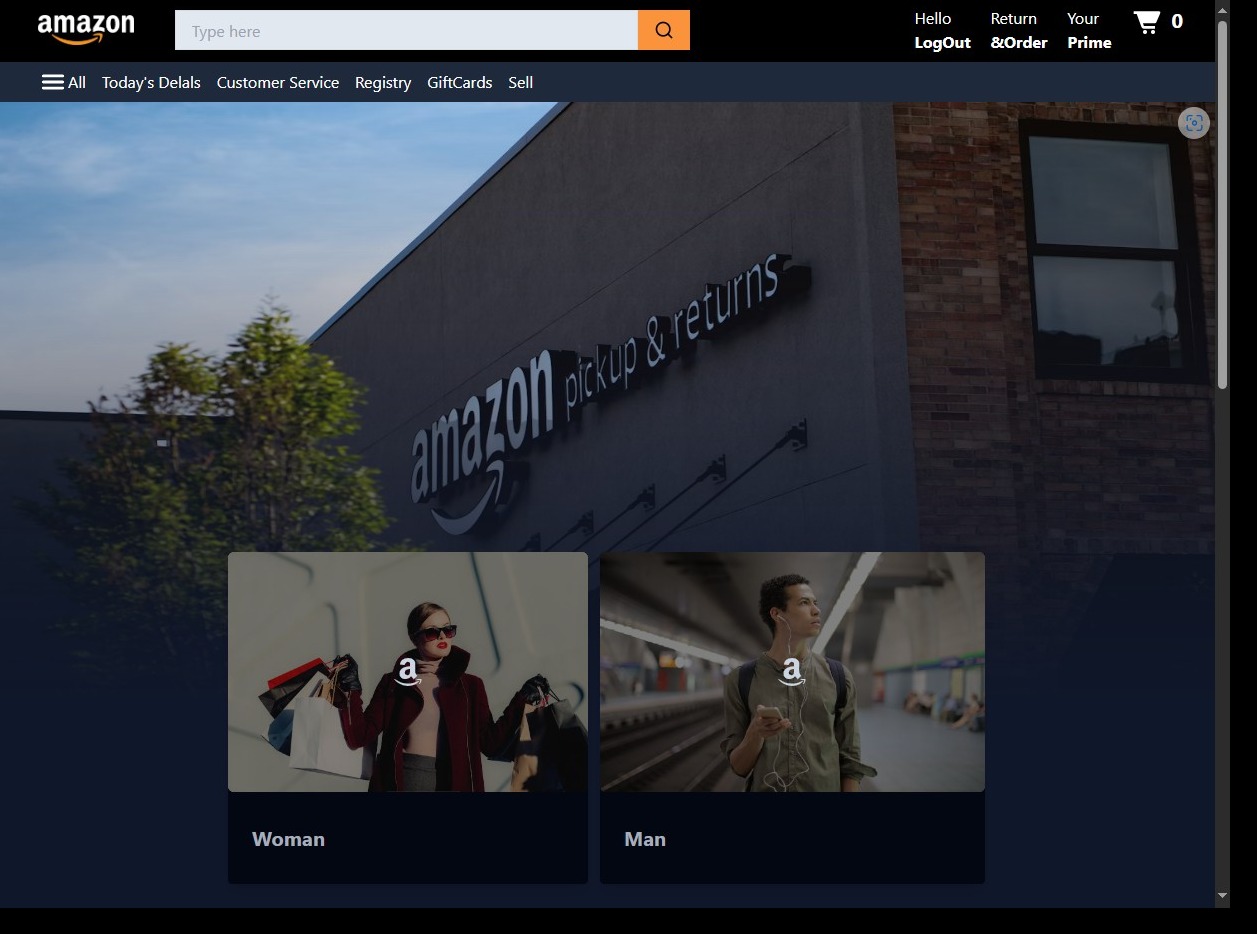 amazon
Type here
Hello
LogOut
Return
&Order
Your
Prime
0
All
Today's Delals
Customer Service
Registry
GiftCards
Sell
amazon pickup & returns
a
a
Woman
Man